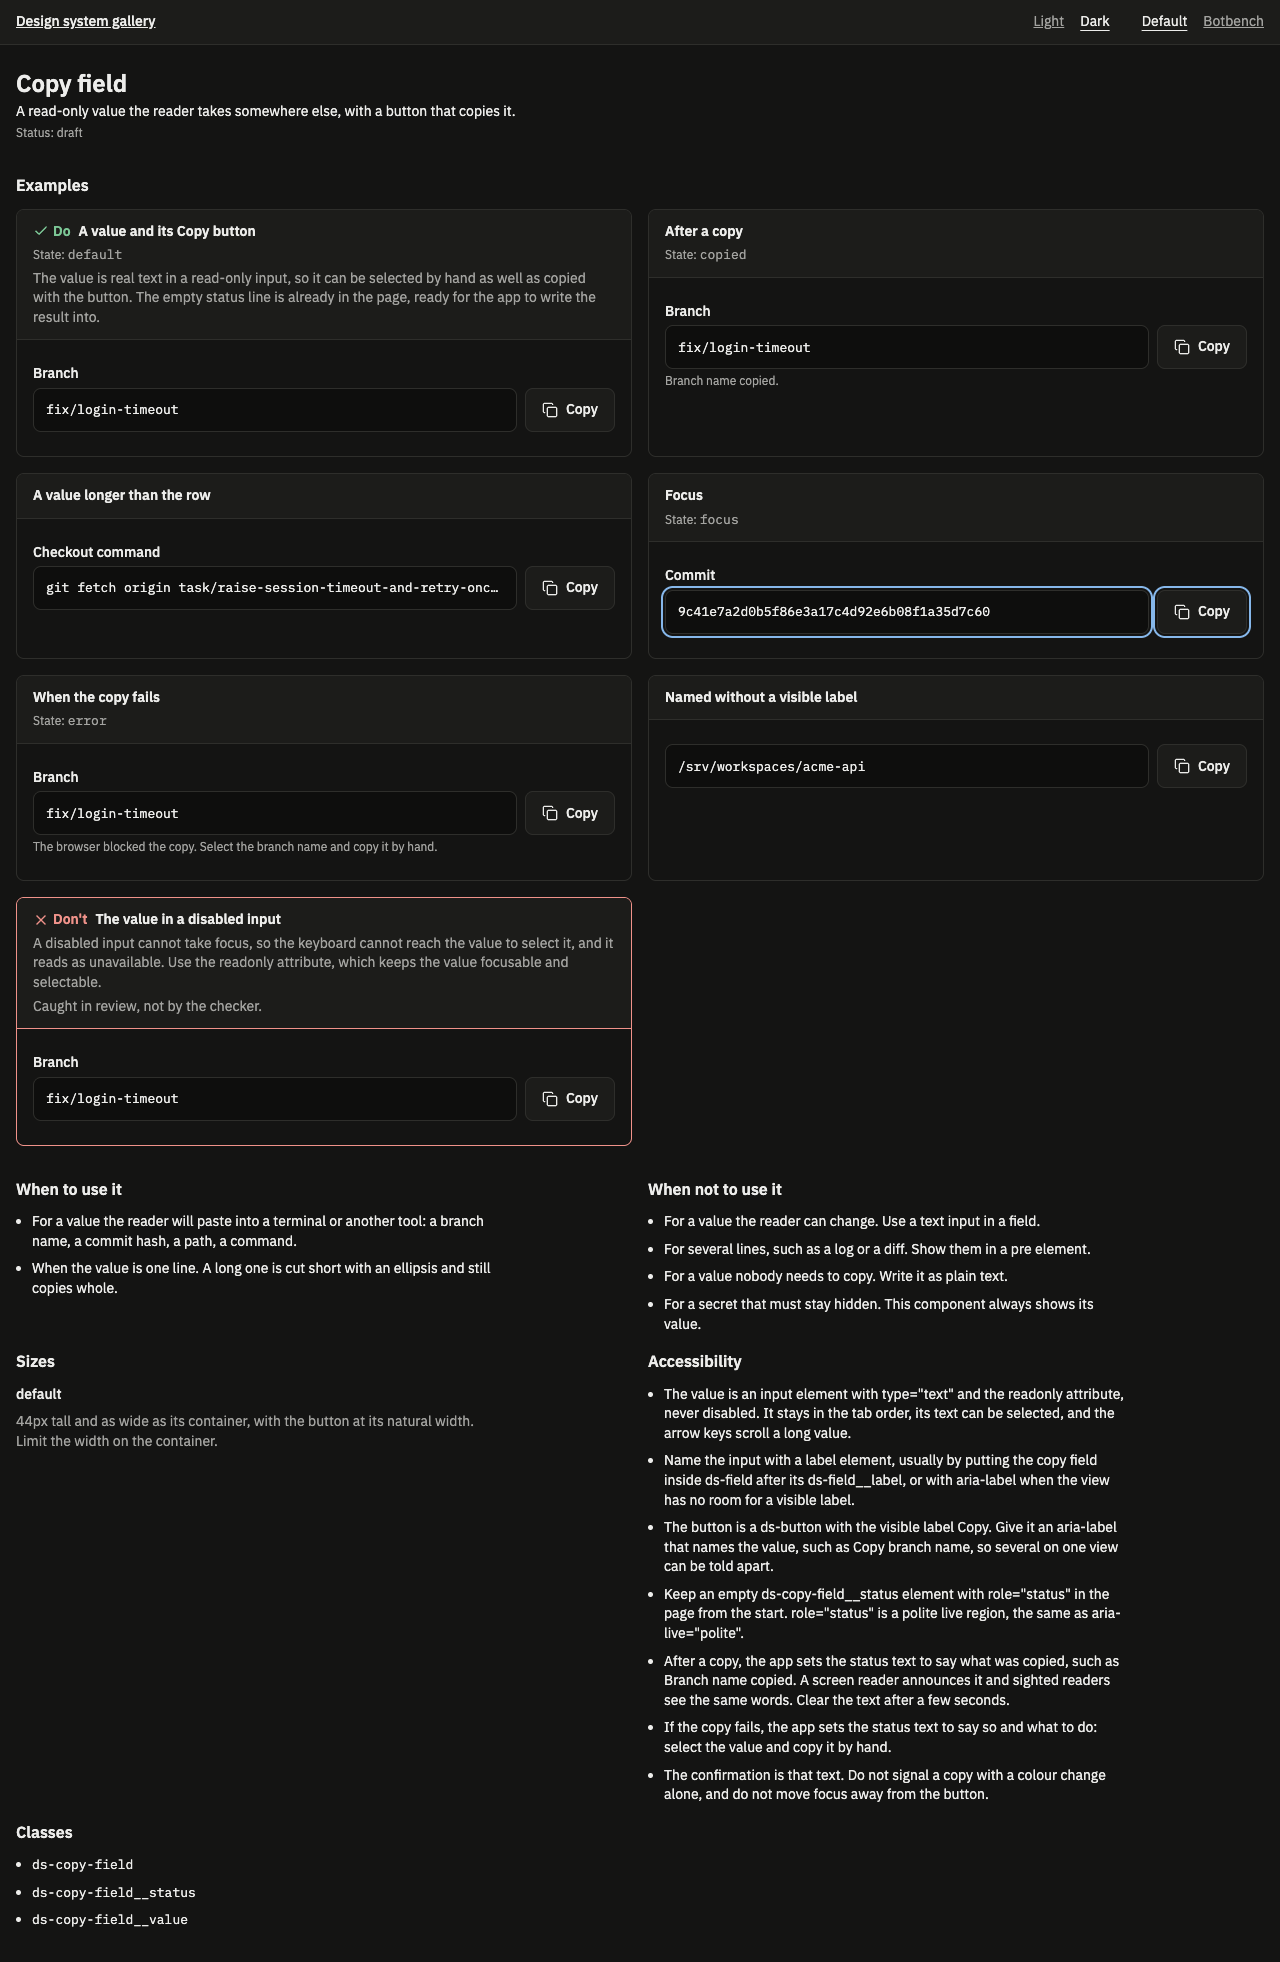 Design system gallery
Light Dark Default Botbench
Copy field
A read-only value the reader takes somewhere else, with a button that copies it.
Status: draft
Examples
Do A value and its Copy button
State: default
The value is real text in a read-only input, so it can be selected by hand as well as copied
with the button. The empty status line is already in the page, ready for the app to write the
result into.
Branch
fix/login-timeout
Copy
After a copy
State: copied
Branch
fix/login-timeout
Copy
Branch name copied.
A value longer than the row
Checkout command
git fetch origin task/raise-session-timeout-and-retry-onc…
Copy
Focus
State: focus
Commit
9c41e7a2d0b5f86e3a17c4d92e6b08f1a35d7c60
Copy
When the copy fails
State: error
Branch
fix/login-timeout
Copy
The browser blocked the copy. Select the branch name and copy it by hand.
Named without a visible label
/srv/workspaces/acme-api
Copy
Don't The value in a disabled input
A disabled input cannot take focus, so the keyboard cannot reach the value to select it, and it
reads as unavailable. Use the readonly attribute, which keeps the value focusable and
selectable.
Caught in review, not by the checker.
Branch
fix/login-timeout
Copy
When to use it
For a value the reader will paste into a terminal or another tool: a branch
name, a commit hash, a path, a command.
When the value is one line. A long one is cut short with an ellipsis and still
copies whole.
When not to use it
For a value the reader can change. Use a text input in a field.
For several lines, such as a log or a diff. Show them in a pre element.
For a value nobody needs to copy. Write it as plain text.
For a secret that must stay hidden. This component always shows its
value.
Sizes
default
44px tall and as wide as its container, with the button at its natural width.
Limit the width on the container.
Accessibility
The value is an input element with type="text" and the readonly attribute,
never disabled. It stays in the tab order, its text can be selected, and the
arrow keys scroll a long value.
Name the input with a label element, usually by putting the copy field
inside ds-field after its ds-field__label, or with aria-label when the view
has no room for a visible label.
The button is a ds-button with the visible label Copy. Give it an aria-label
that names the value, such as Copy branch name, so several on one view
can be told apart.
Keep an empty ds-copy-field__status element with role="status" in the
page from the start. role="status" is a polite live region, the same as aria-
live="polite".
After a copy, the app sets the status text to say what was copied, such as
Branch name copied. A screen reader announces it and sighted readers
see the same words. Clear the text after a few seconds.
If the copy fails, the app sets the status text to say so and what to do:
select the value and copy it by hand.
The confirmation is that text. Do not signal a copy with a colour change
alone, and do not move focus away from the button.
Classes
ds-copy-field
ds-copy-field__status
ds-copy-field__value